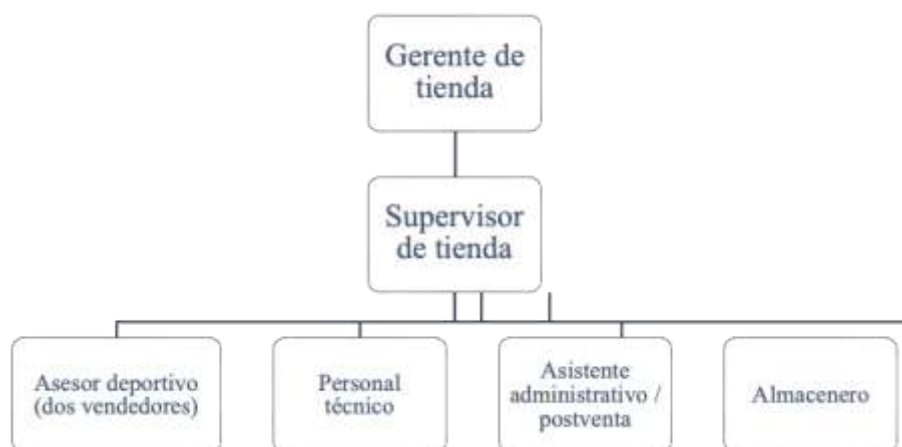 Gerente de
tienda
Supervisor
de tienda
Asesor deportivo
(dos vendedores)
Personal
técnico
Asistente
administrativo /
postventa
Almacenero